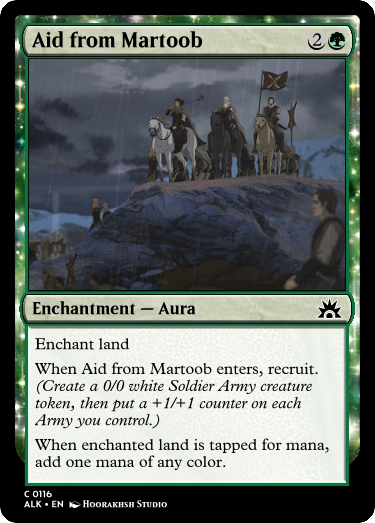 Aid from Martoob 2
Enchantment — Aura
Enchant land
When Aid from Martoob enters, recruit.
(Create a 0/0 white Soldier Army creature
token, then put a +1/+1 counter on each
Army you control.)
When enchanted land is tapped for mana,
add one mana of any color.
C 0116
ALK • EN Hoorakhsh Studio